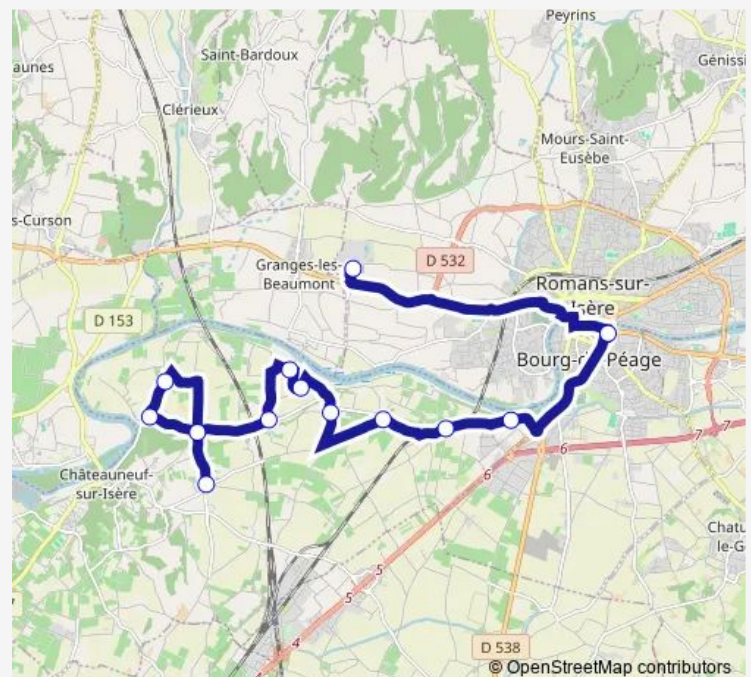 Peyrins
Saint-Bardoux
aunes
Génissi
Clérieux
Mours-Saint-
Eusèbe
s-Curson
Granges-les-
Beaumont
D 532
Romans-sur-
Isère
D 153
Bourg-de-Péage
7
7
6
6
Châteauneuf-
sur-Isère
Chatu
le-G
5
5
4
D 538
© OpenStreetMap contributors